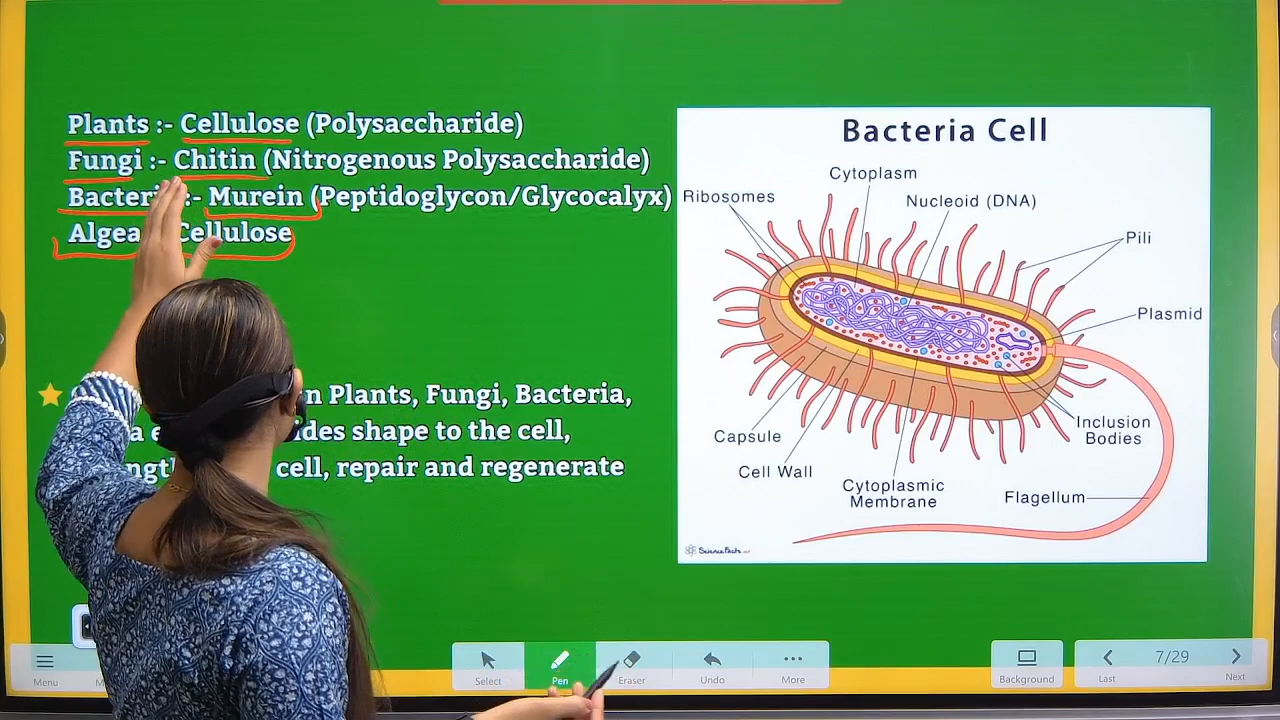 Plants :- Cellulose (Polysaccharide)
Fungi :- Chitin (Nitrogenous Polysaccharide)
:- Murein (Peptidoglycon/Glycocalyx)
Algea Cellulose
Plants, Fungi, Bacteria,
shape to the cell,
cell, repair and regenerate
Bacteria Cell
Cytoplasm
Ribosomes
Nucleoid (DNA)
Pili
Plasmid
Capsule
Cell Wall
Cytoplasmic
Membrane
Inclusion
Bodies
Flagellum
ScienceFacts.net
Menu
Select
Pen
Eraser
Undo
More
Background
Last
7/29
Next